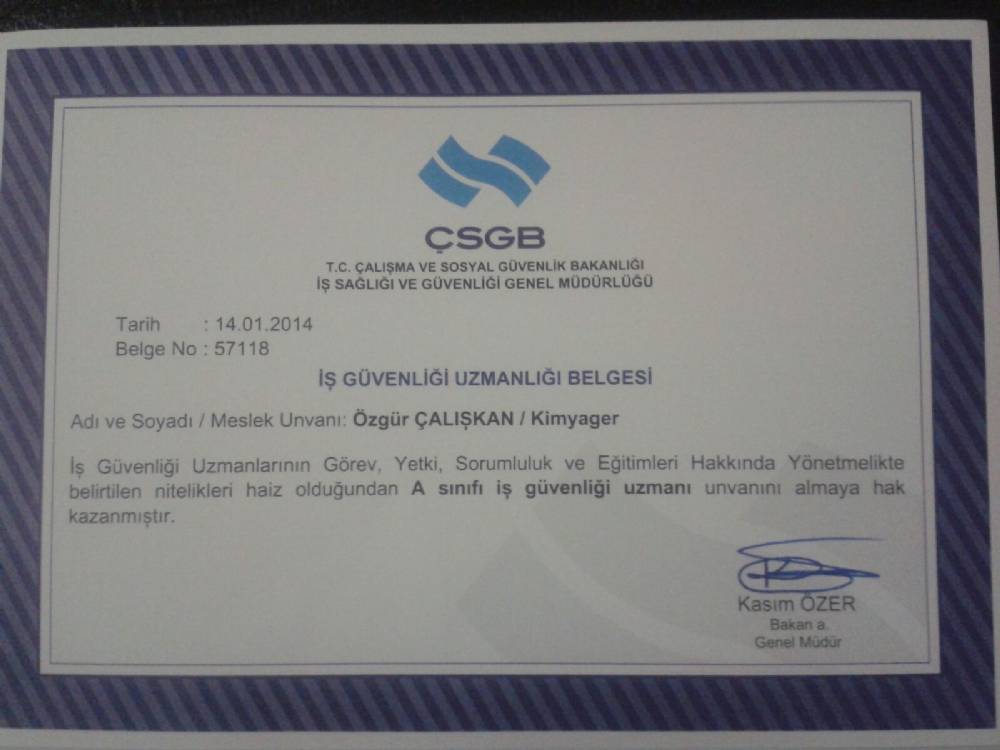 ÇSGB
T.C. ÇALIŞMA VE SOSYAL GÜVENLİK BAKANLIĞI
İŞ SAĞLIĞI VE GÜVENLİĞİ GENEL MÜDÜRLÜĞÜ
Tarih : 14.01.2014
Belge No : 57118
İŞ GÜVENLİĞİ UZMANLIĞI BELGESİ
Adı ve Soyadı / Meslek Unvanı: Özgür ÇALIŞKAN / Kimyager
İş Güvenliği Uzmanlarının Görev, Yetki, Sorumluluk ve Eğitimleri Hakkında Yönetmelikte
belirtilen nitelikleri haiz olduğundan A sınıfı iş güvenliği uzmanı unvanını almaya hak
kazanmıştır.
Kasım ÖZER
Bakan a.
Genel Müdür